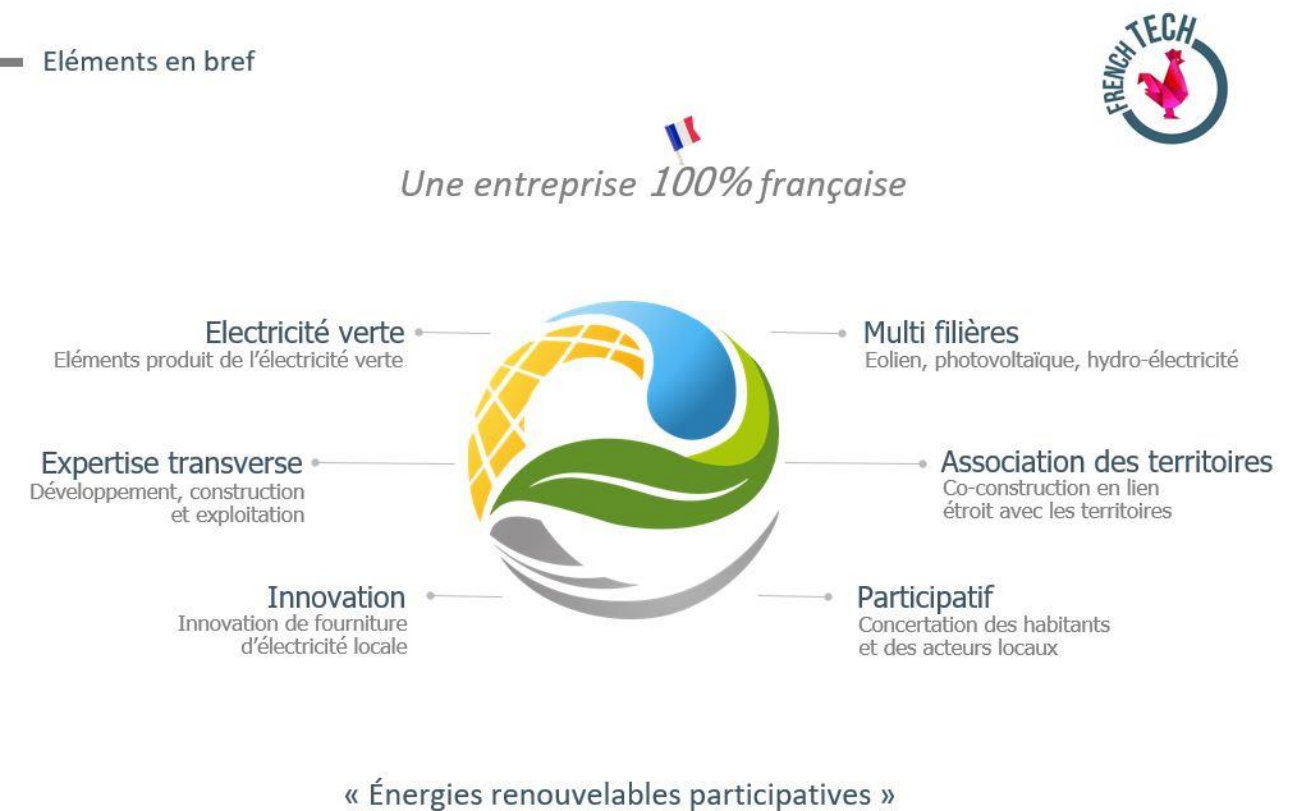 Eléments en bref
FRENCH TECH
Une entreprise 100% française
Electricité verte
Eléments produit de l'électricité verte
Multi filières
Eolien, photovoltaïque, hydro-électricité
Expertise transverse
Développement, construction
et exploitation
Association des territoires
Co-construction en lien
étroit avec les territoires
Innovation
Innovation de fourniture
d'électricité locale
Participatif
Concertation des habitants
et des acteurs locaux
« Énergies renouvelables participatives »